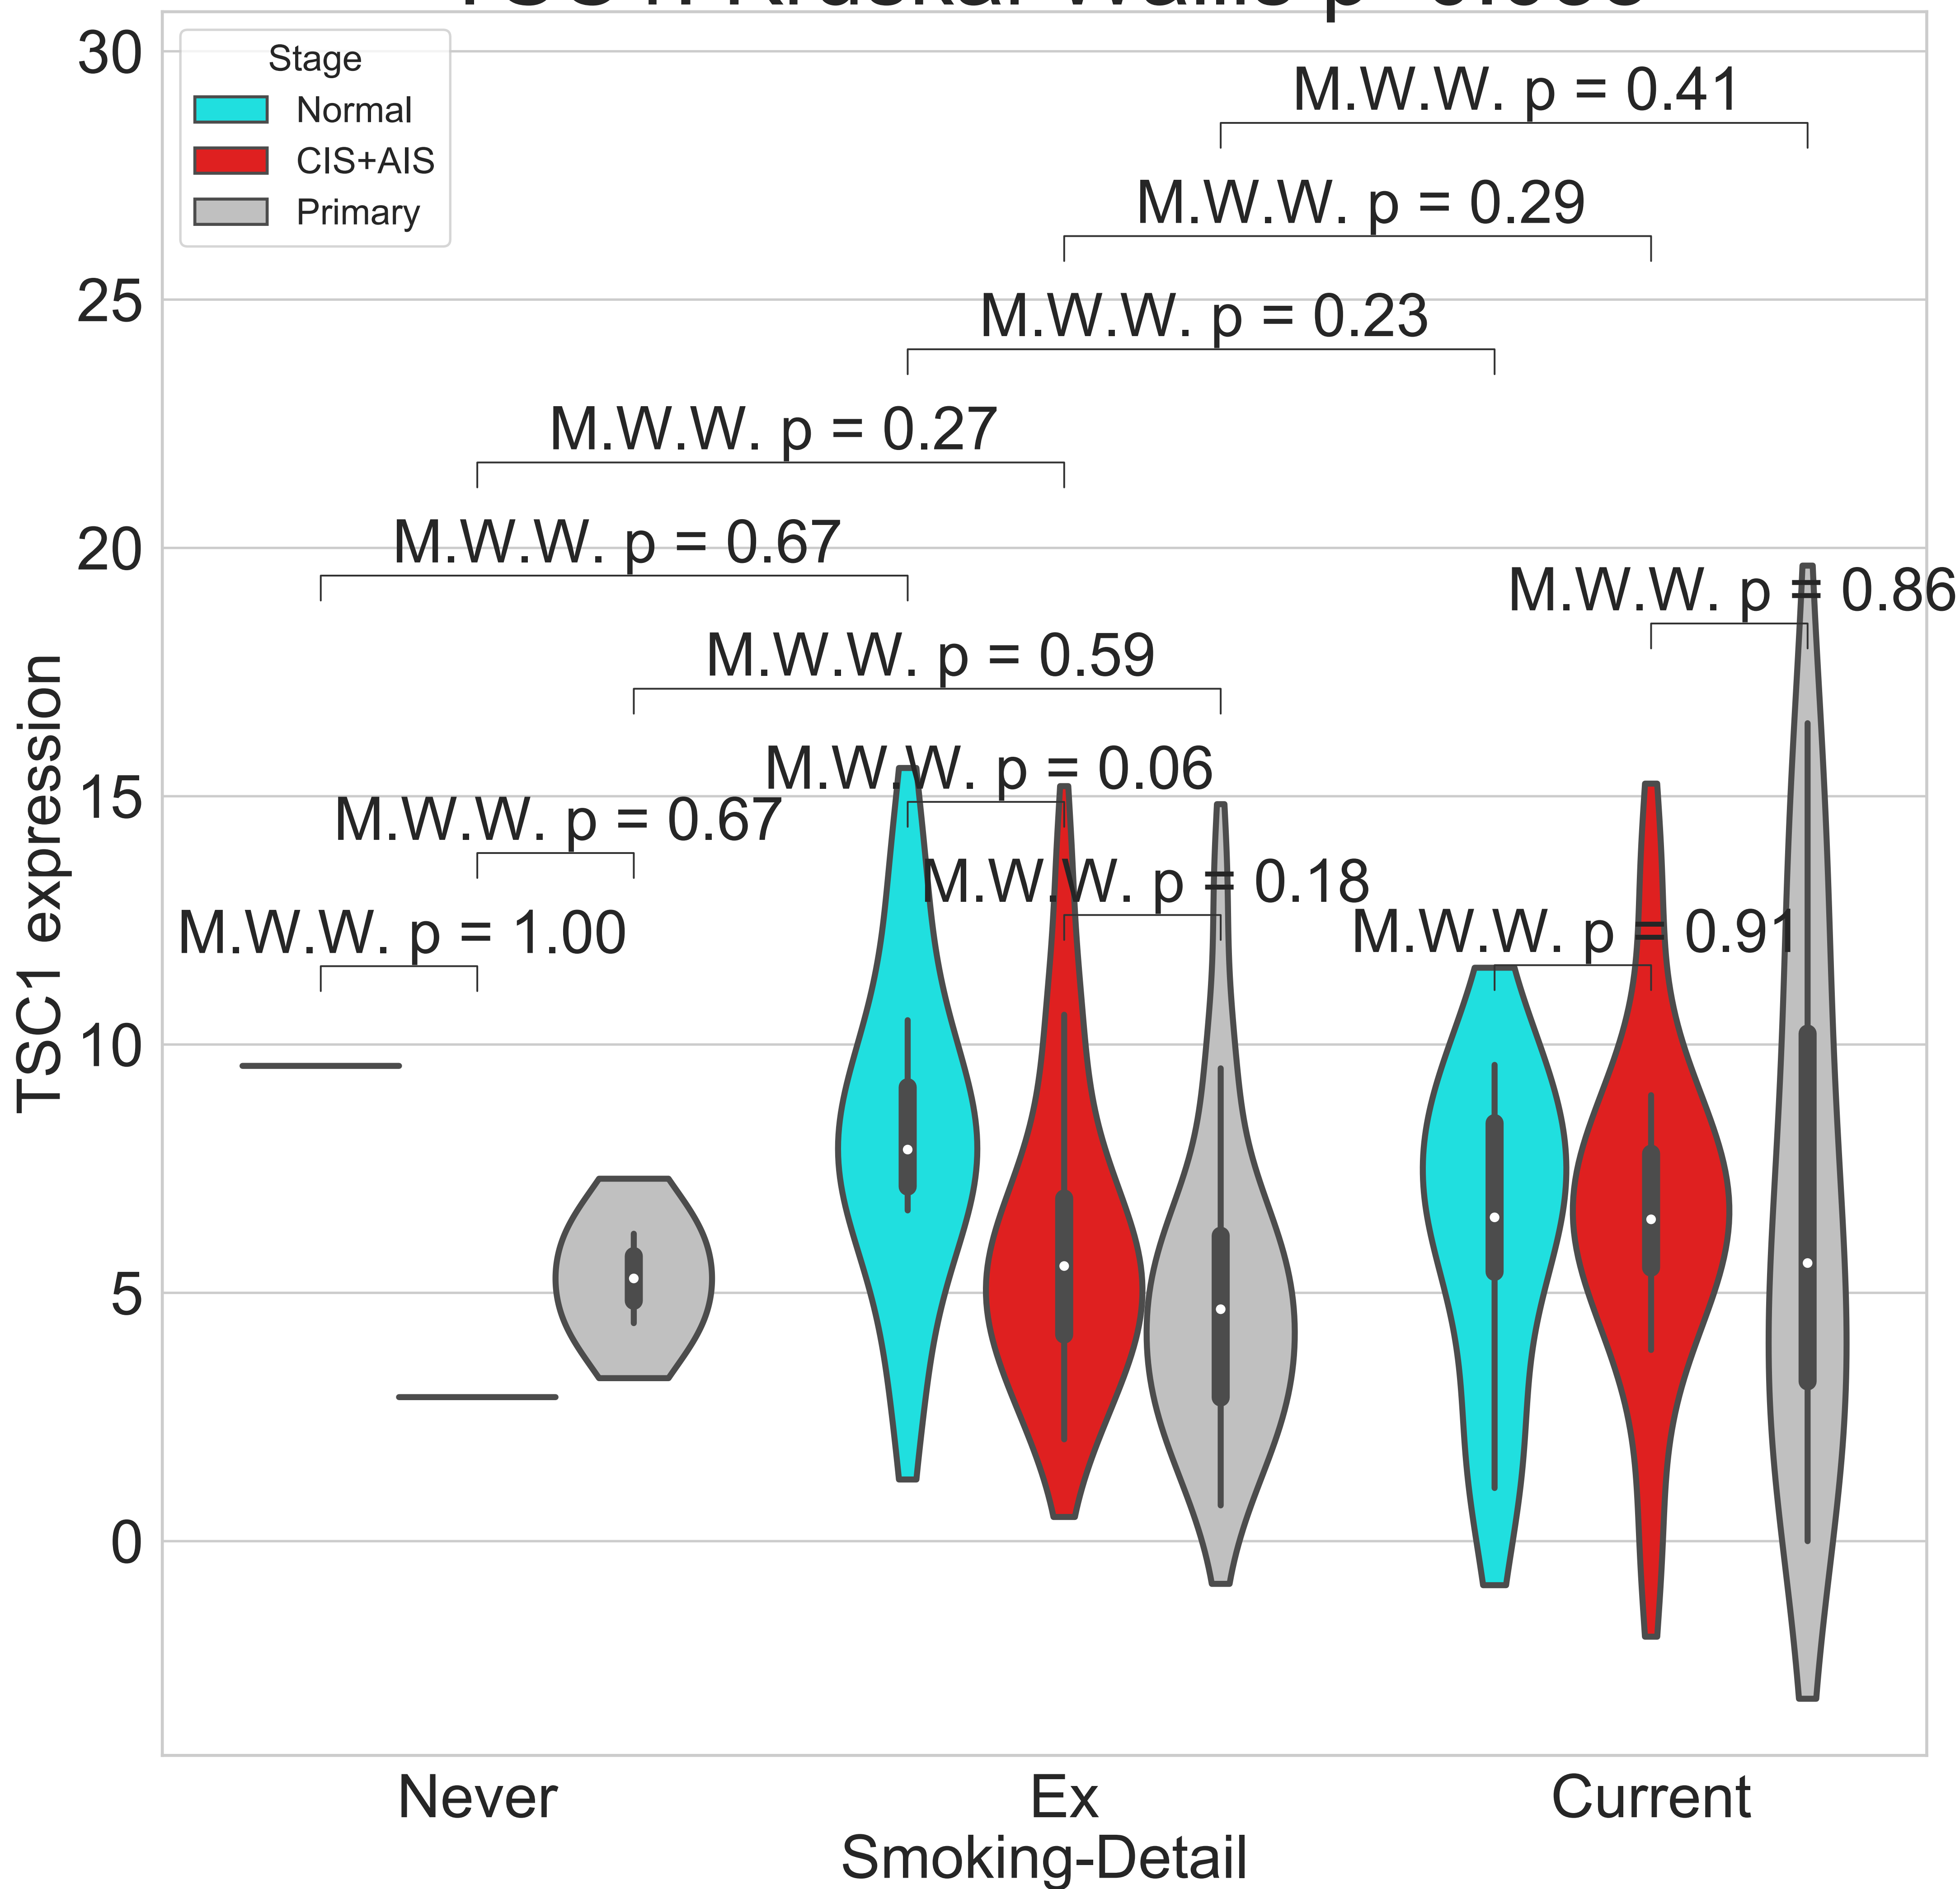 30
Stage
Normal
CIS+AIS
Primary
M.W.W. p = 0.41
M.W.W. p = 0.29
25
M.W.W. p = 0.23
M.W.W. p = 0.27
20
M.W.W. p = 0.67
M.W.W. p = 0.86
M.W.W. p = 0.59
15
M.W.W. p = 0.06
M.W.W. p = 0.67
M.W.W. p = 0.18
M.W.W. p = 1.00
M.W.W. p = 0.91
10
5
0
TSC1 expression
Never
Ex
Current
Smoking-Detail